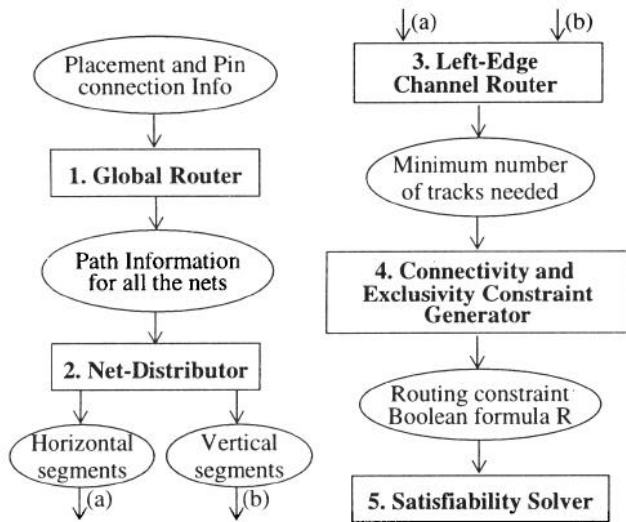 Placement and Pin
connection Info
1. Global Router
Path Information
for all the nets
2. Net-Distributor
Horizontal
segments
Vertical
segments
(a)
(b)
(a)
(b)
3. Left-Edge
Channel Router
Minimum number
of tracks needed
4. Connectivity and
Exclusivity Constraint
Generator
Routing constraint
Boolean formula R
5. Satisfiability Solver